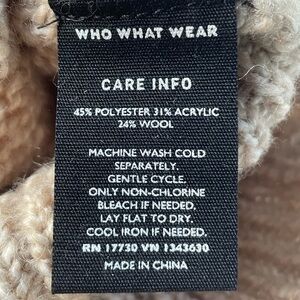 WHO WHAT WEAR
CARE INFO
45% POLYESTER 31% ACRYLIC
24% WOOL
MACHINE WASH COLD
SEPARATELY.
GENTLE CYCLE.
ONLY NON-CHLORINE
BLEACH IF NEEDED.
LAY FLAT TO DRY.
COOL IRON IF NEEDED.
RN 17730 VN 1343630
MADE IN CHINA